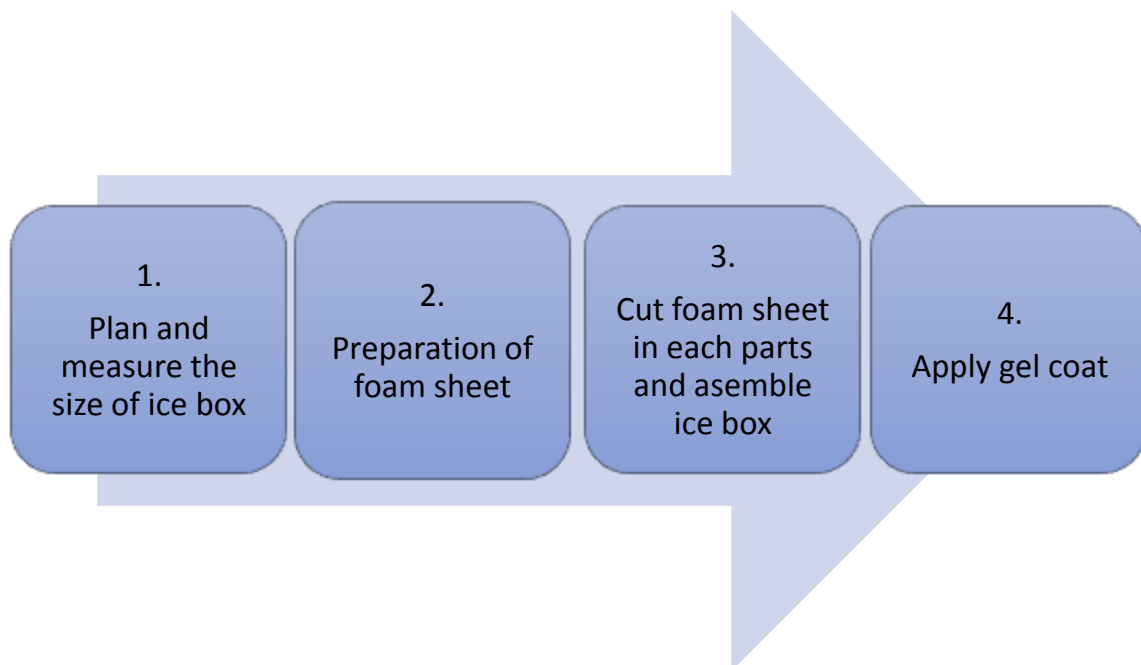 1.
Plan and
measure the
size of ice box
2.
Preparation of
foam sheet
3.
Cut foam sheet
in each parts
and asemble
ice box
4.
Apply gel coat